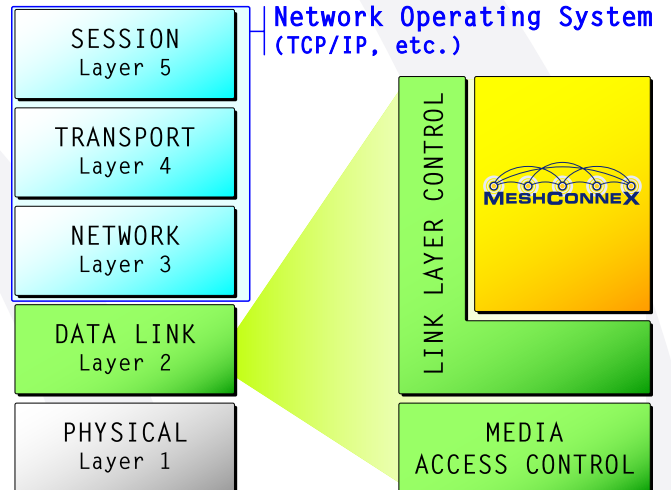 Network Operating System
(TCP/IP, etc.)
SESSION
Layer 5
TRANSPORT
Layer 4
NETWORK
Layer 3
DATA LINK
Layer 2
PHYSICAL
Layer 1
LINK LAYER CONTROL
MESHCONNEX
MEDIA
ACCESS CONTROL